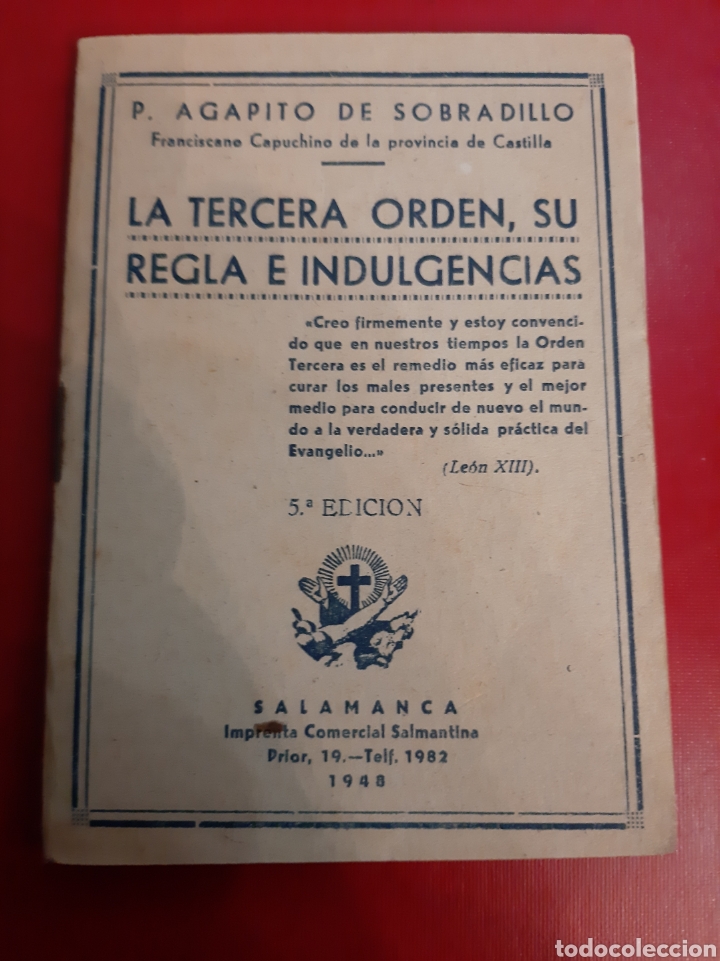 P. AGAPITO DE SOBRADILLO
Franciscano Capuchino de la provincia de Castilla
LA TERCERA ORDEN, SU
REGLA E INDULGENCIAS
«Creo firmemente y estoy convenci-
do que en nuestros tiempos la Orden
Tercera es el remedio más eficaz para
curar los males presentes y el mejor
medio para conducir de nuevo el mun-
do a la verdadera y sólida práctica del
Evangelio...»
(León XIII).
5.ª EDICION
SALAMANCA
Imprenta Comercial Salmantina
Prior, 19.—Telf. 1982
1948
todocoleccion